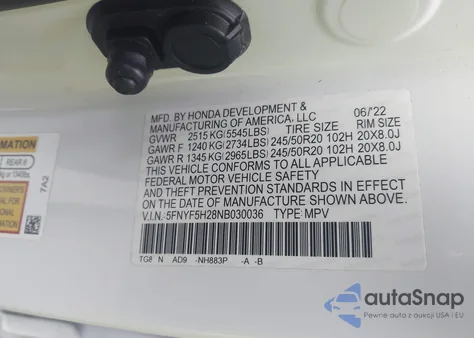 MFD. BY HONDA DEVELOPMENT &
MANUFACTURING OF AMERICA, LLC 06/'22
GVWR 2515 KG(5545LBS) TIRE SIZE RIM SIZE
GAWR F 1240 KG(2734LBS) 245/50R20 102H 20X8.0J
GAWR R 1345 KG(2965LBS) 245/50R20 102H 20X8.0J
THIS VEHICLE CONFORMS TO ALL APPLICABLE
FEDERAL MOTOR VEHICLE SAFETY
AND THEFT PREVENTION STANDARDS IN EFFECT
ON THE DATE OF MANUFACTURE SHOWN ABOVE.
V.I.N.: 5FNYF5H28NB030036 TYPE: MPV
TG8 N AD9 -NH883P -A -B
REAR
kg or
7A2
autoSnap
Pewne auta z aukcji USA i EU